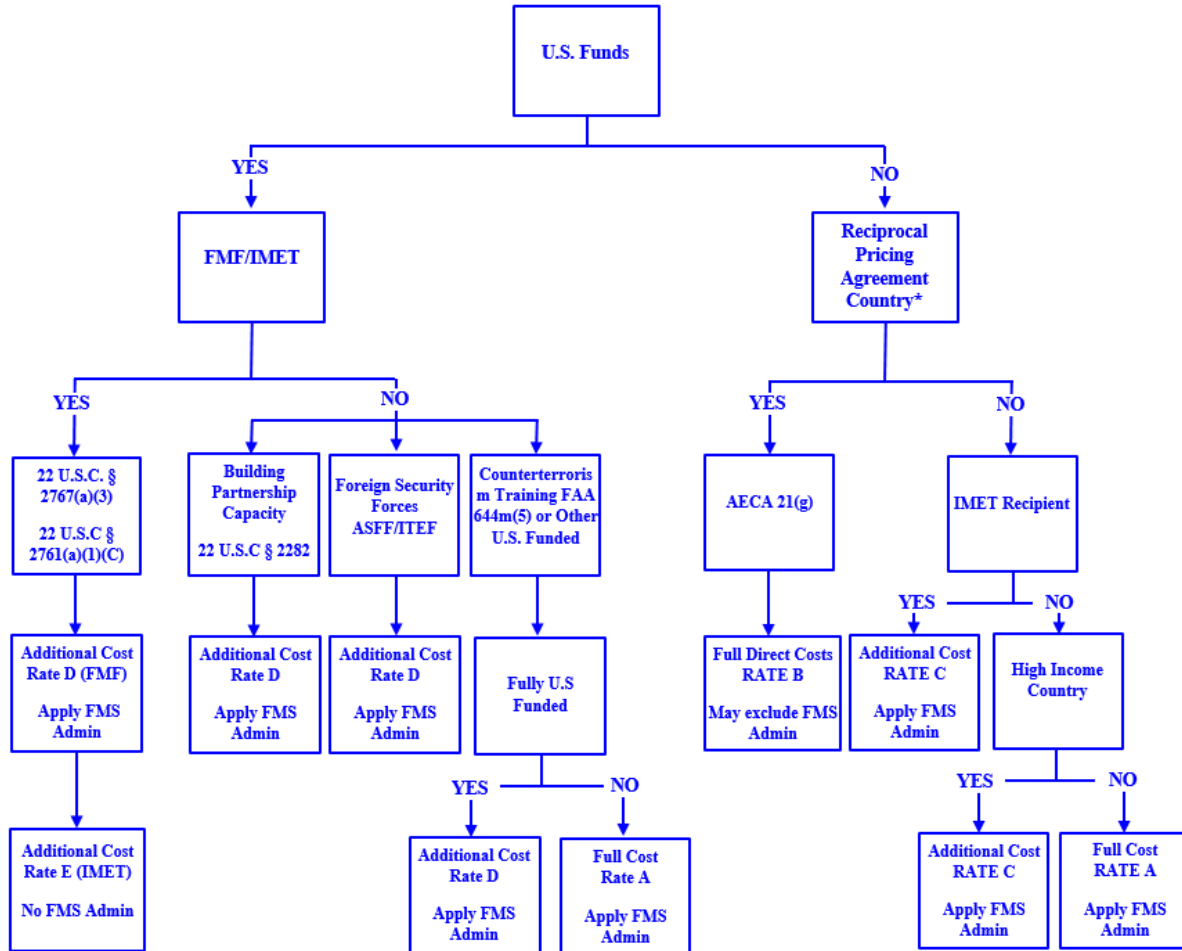 U.S. Funds
YES
NO
FMF/IMET
Reciprocal
Pricing
Agreement
Country*
YES
NO
YES
NO
22 U.S.C. §
2767(a)(3)
22 U.S.C §
2761(a)(1)(C)
Building
Partnership
Capacity
22 U.S.C § 2282
Foreign Security
Forces
ASFF/ITEF
Counterterroris
m Training FAA
644m(5) or Other
U.S. Funded
AECA 21(g)
IMET Recipient
YES
NO
Additional Cost
Rate D (FMF)
Apply FMS
Admin
Additional Cost
Rate D
Apply FMS
Admin
Additional Cost
Rate D
Apply FMS
Admin
Fully U.S
Funded
Full Direct Costs
RATE B
May exclude FMS
Admin
Additional Cost
RATE C
Apply FMS
Admin
High Income
Country
YES
NO
YES
NO
Additional Cost
Rate E (IMET)
No FMS Admin
Additional Cost
Rate D
Apply FMS
Admin
Full Cost
Rate A
Apply FMS
Admin
Additional Cost
RATE C
Apply FMS
Admin
Full Cost
RATE A
Apply FMS
Admin